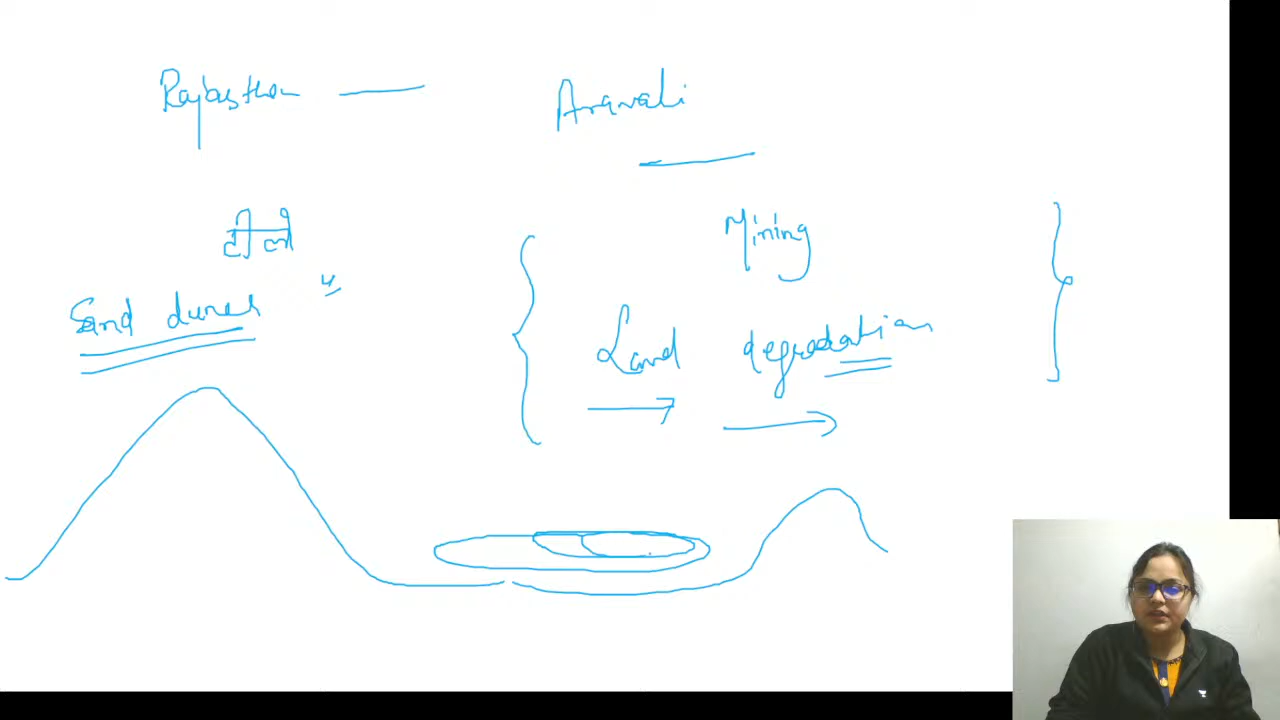 Rajasthan — Aravali
टीले
Mining
Sand dunes
Land degradation